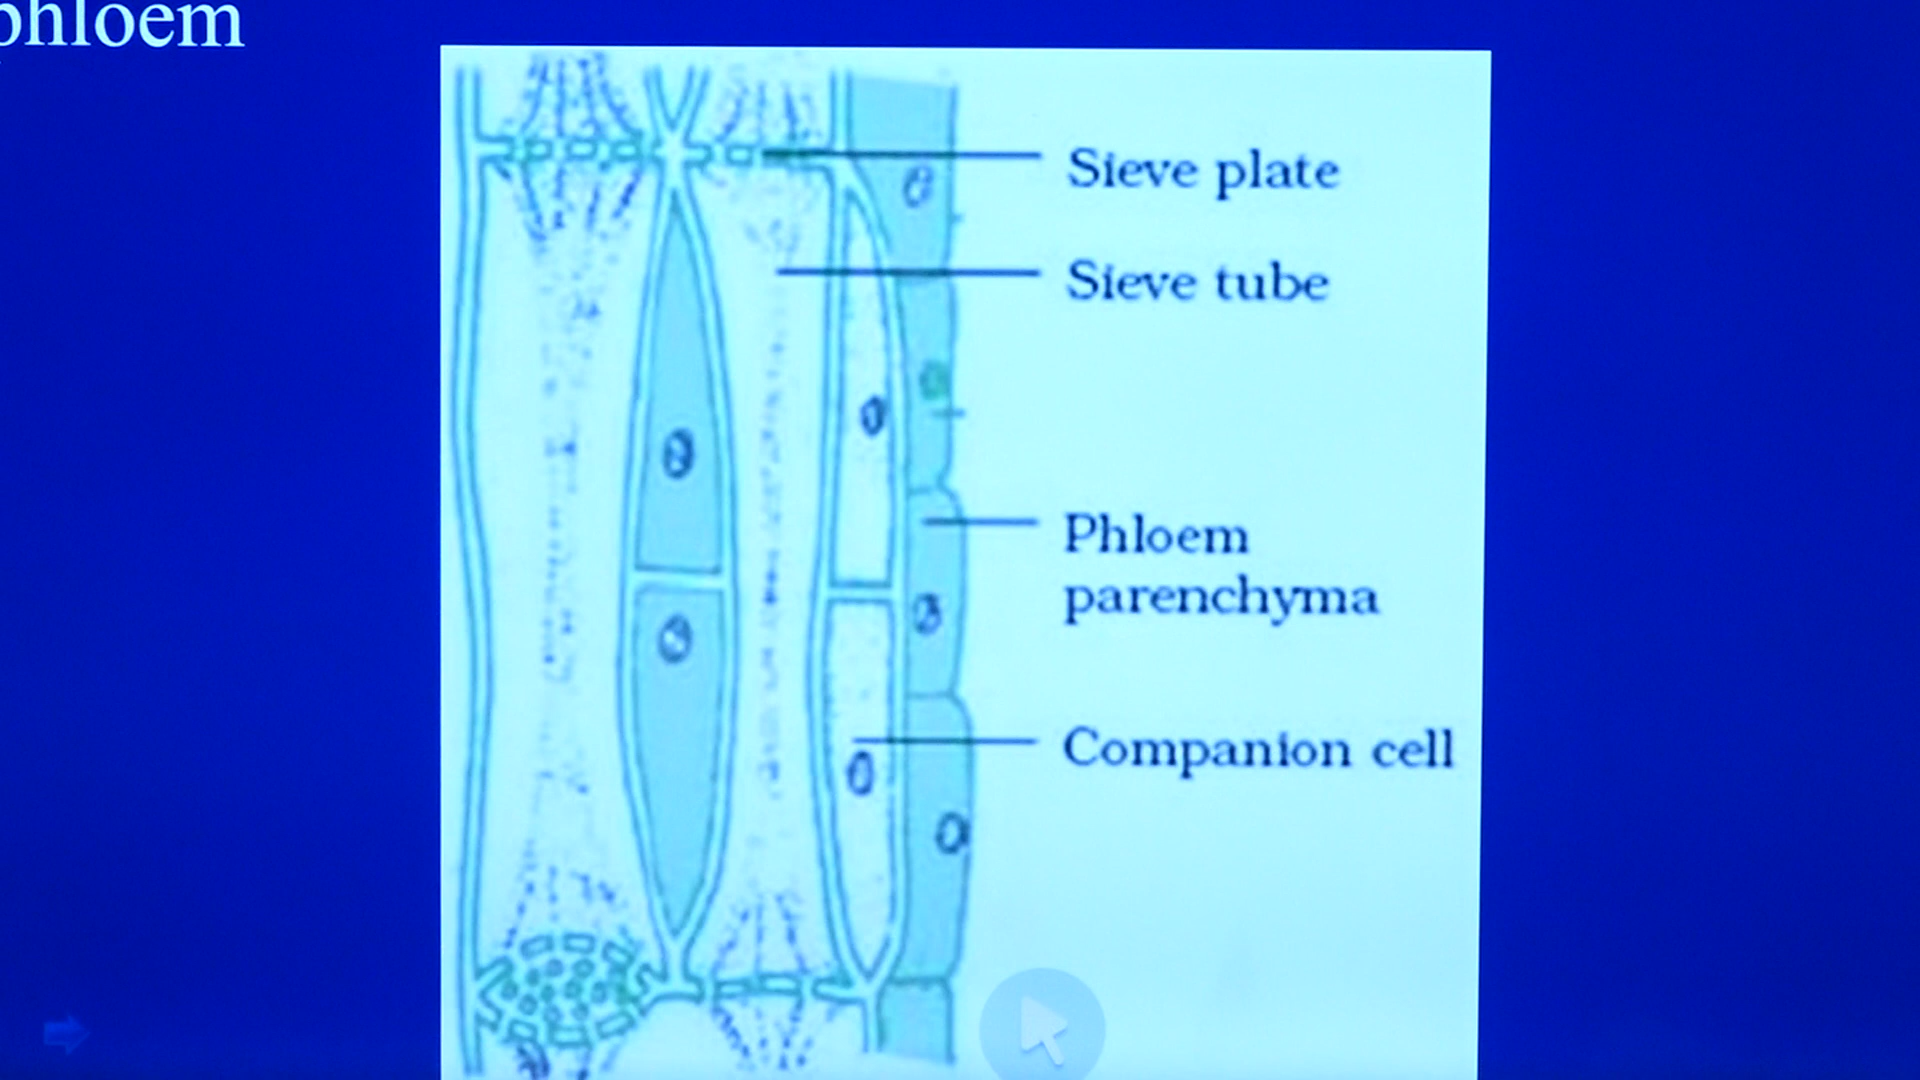 phloem
Sieve plate
Sieve tube
Phloem
parenchyma
Companion cell